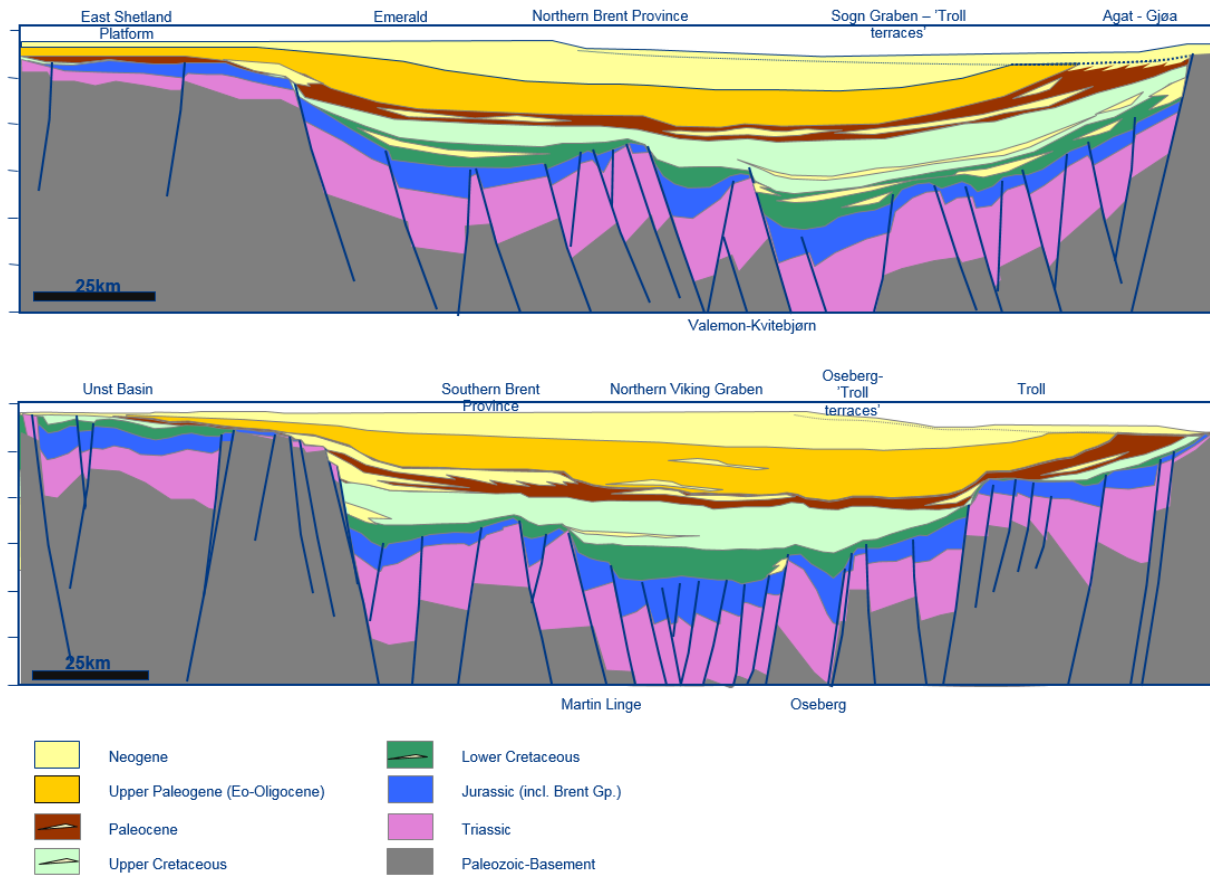 East Shetland
Platform
Emerald
Northern Brent Province
Sogn Graben – 'Troll
terraces'
Agat - Gjøa
25km
Valemon-Kvitebjørn
Unst Basin
Southern Brent
Province
Northern Viking Graben
Oseberg-
'Troll
terraces'
Troll
25km
Martin Linge
Oseberg
Neogene
Upper Paleogene (Eo-Oligocene)
Paleocene
Upper Cretaceous
Lower Cretaceous
Jurassic (incl. Brent Gp.)
Triassic
Paleozoic-Basement